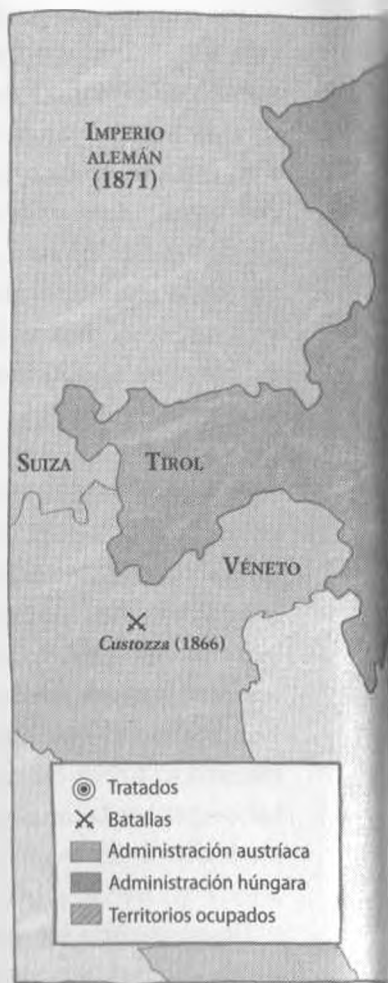 IMPERIO
ALEMÁN
(1871)
SUIZA
TIROL
VÉNETO
Custozza (1866)
Tratados
Batallas
Administración austríaca
Administración húngara
Territorios ocupados